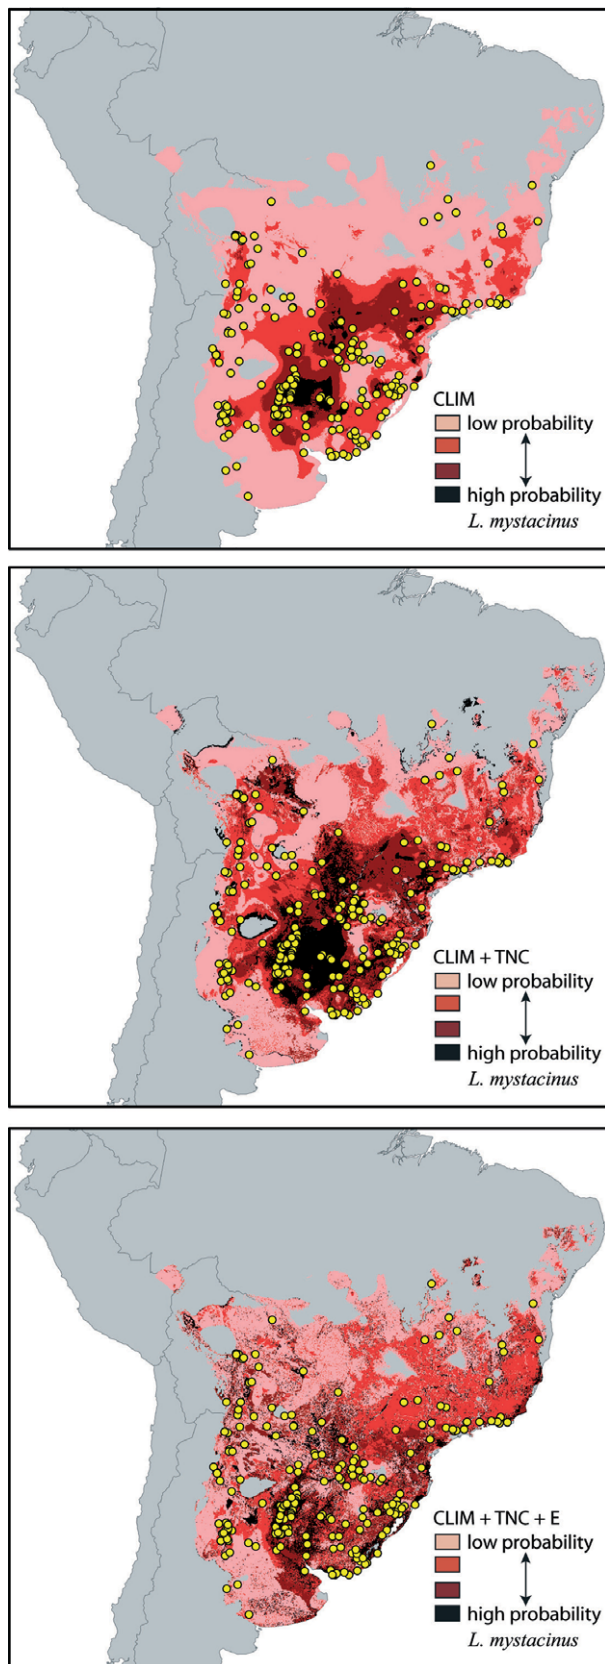 CLIM
low probability
high probability
L. mystacinus
CLIM + TNC
low probability
high probability
L. mystacinus
CLIM + TNC + E
low probability
high probability
L. mystacinus